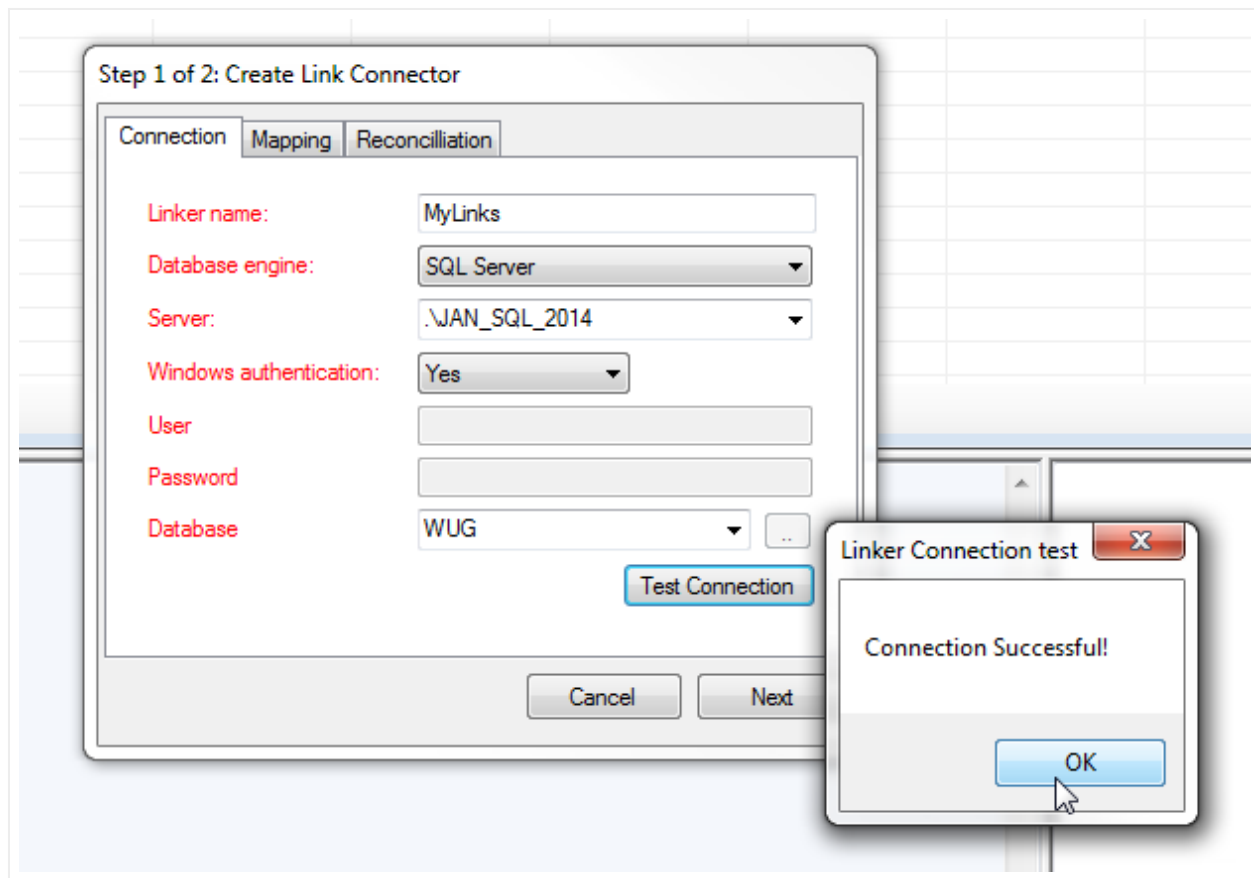 Step 1 of 2: Create Link Connector
Connection Mapping Reconcilliation
Linker name: MyLinks
Database engine: SQL Server
Server: .\JAN_SQL_2014
Windows authentication: Yes
User
Password
Database WUG ..
Test Connection
Cancel Next
Linker Connection test
Connection Successful!
OK